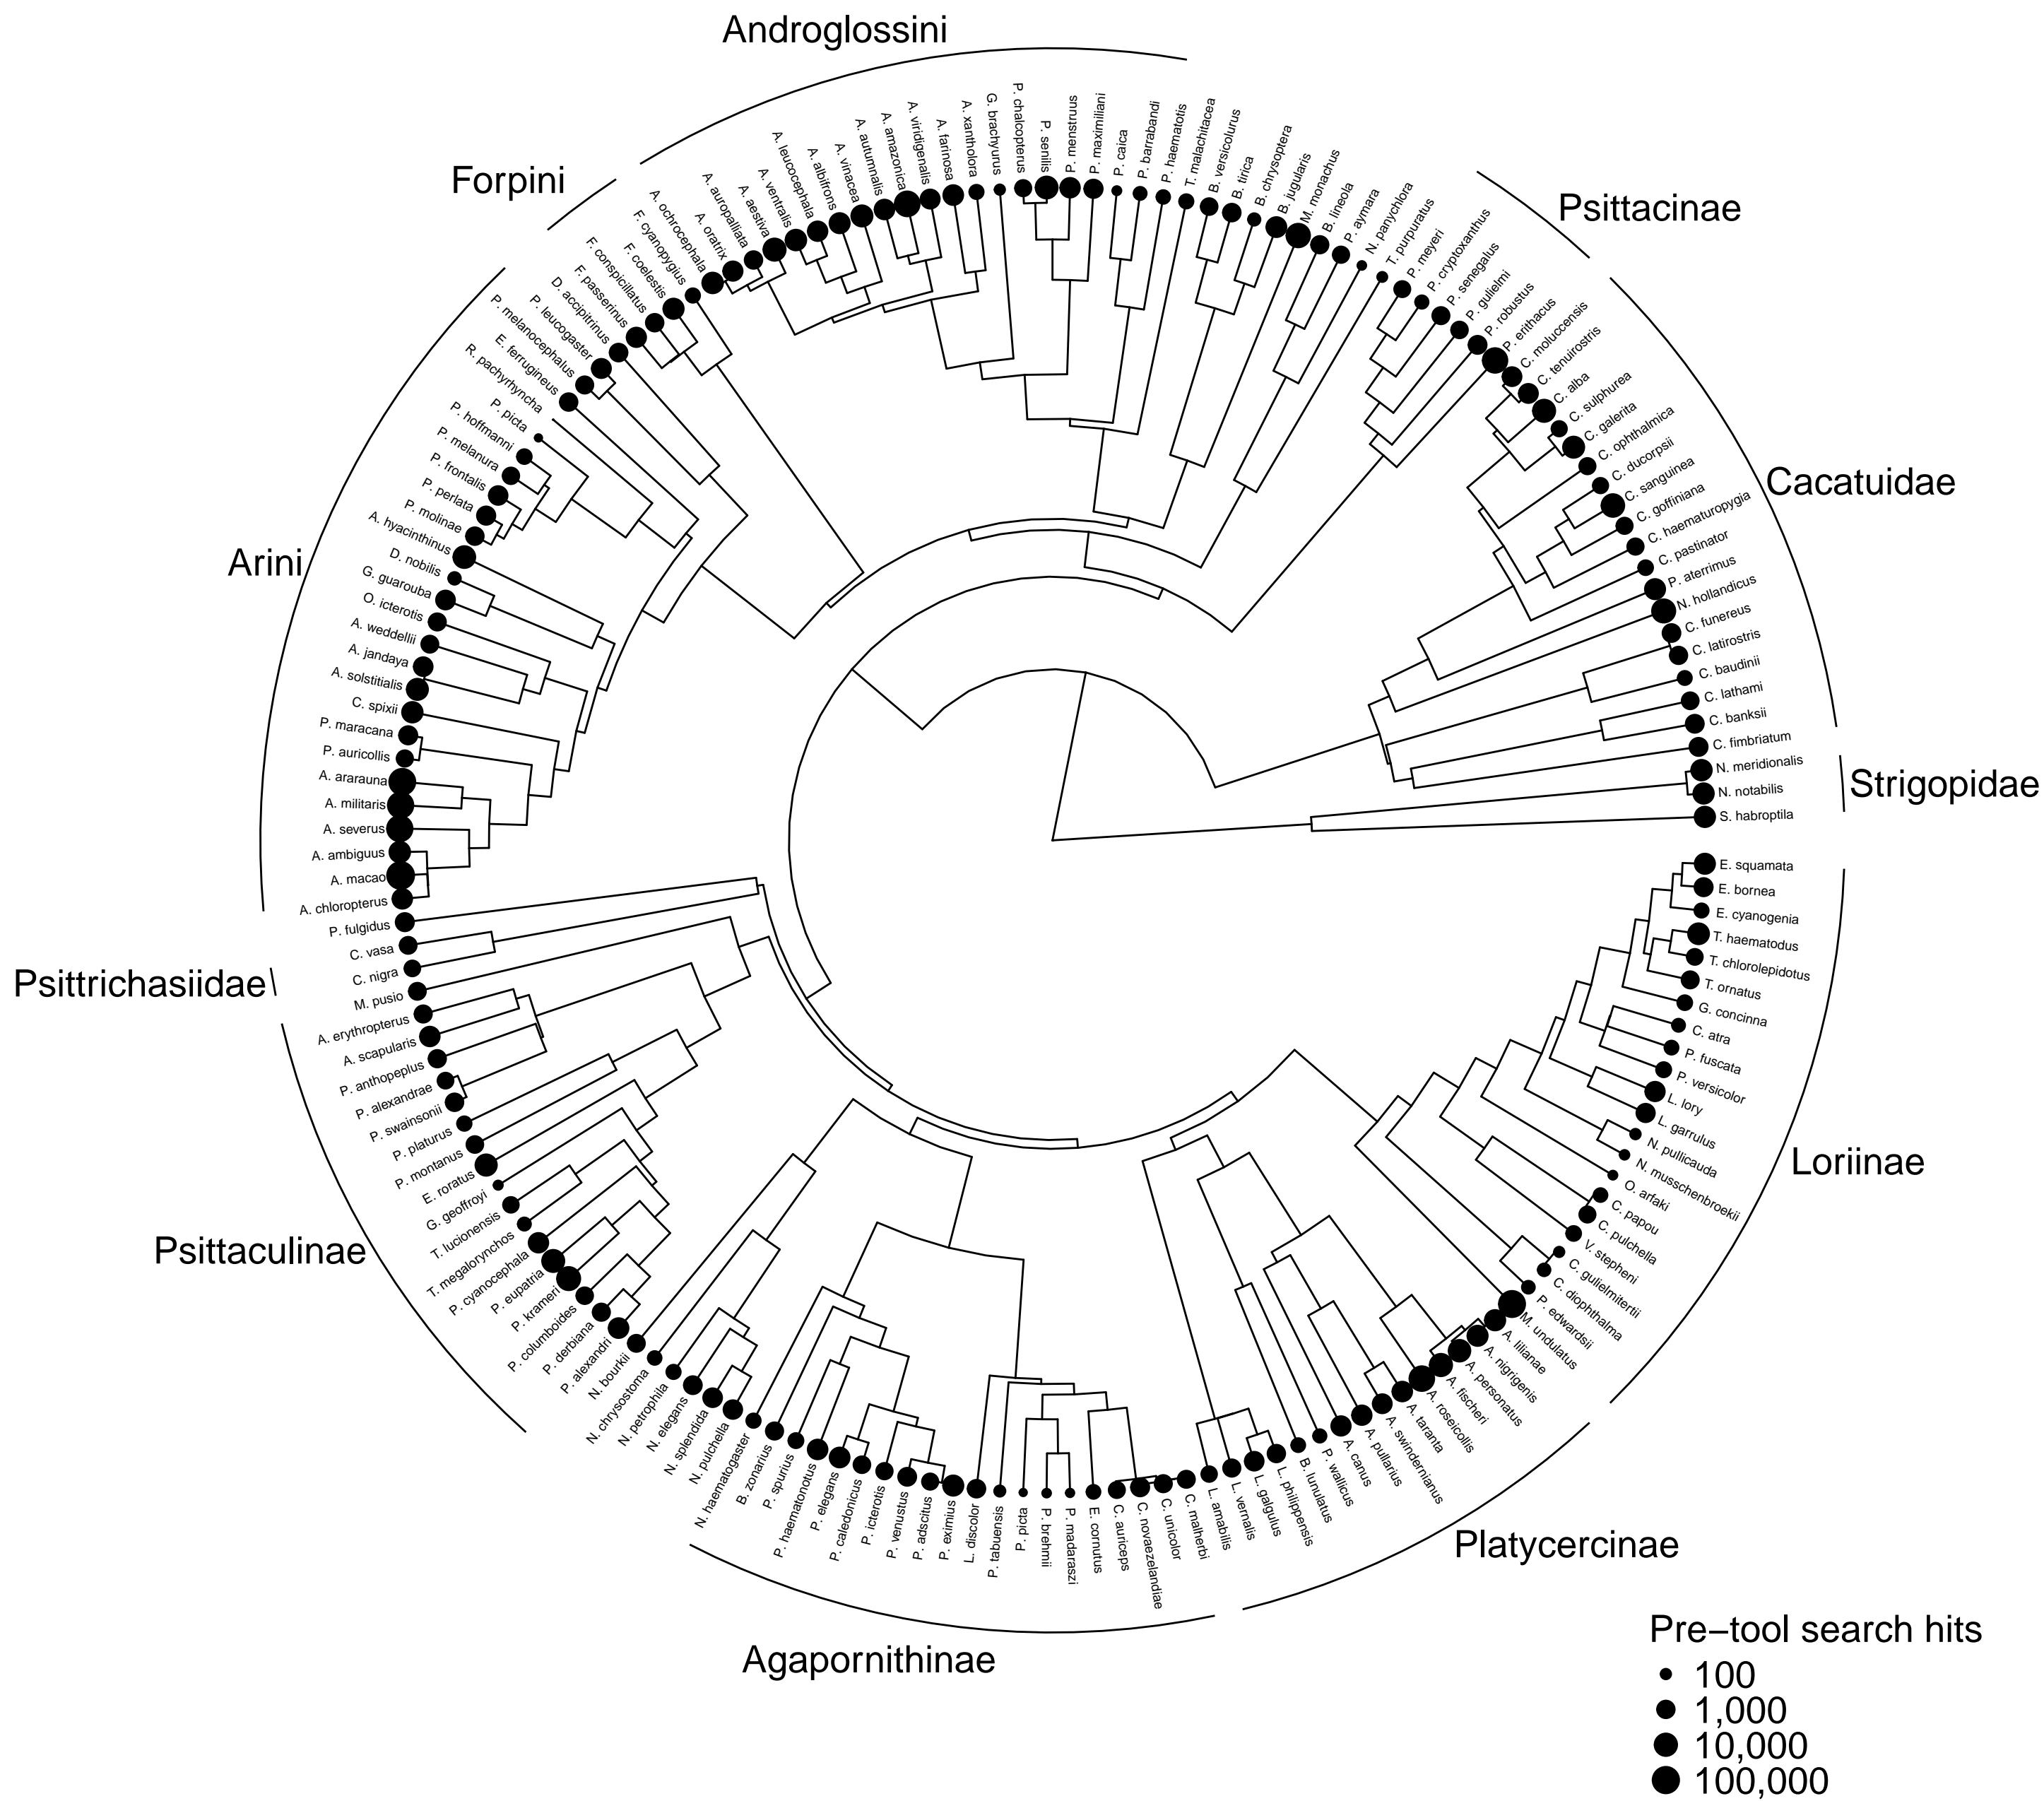 Androglossini
Forpini
Psittacinae
Arini
Cacatuidae
Strigopidae
Psittrichasiidae
Psittaculinae
Loriinae
Platycercinae
Agapornithinae
S. habroptila
N. notabilis
N. meridionalis
C. fimbriatum
C. banksii
C. lathami
C. baudinii
C. latirostris
C. funereus
N. hollandicus
P. aterrimus
C. pastinator
C. haematuropygia
C. goffiniana
C. sanguinea
C. ducorpsii
C. ophthalmica
C. galerita
C. sulphurea
C. alba
C. tenuirostris
C. moluccensis
P. erithacus
P. robustus
P. gulielmi
P. senegalus
P. cryptoxanthus
P. meyeri
T. purpuratus
N. panychlora
P. aymara
B. lineola
M. monachus
B. jugularis
B. chrysoptera
B. tirica
B. versicolurus
T. malachitacea
P. haematotis
P. barrabandi
P. caica
P. maximiliani
P. menstruns
P. senilis
P. chalcopterus
G. brachyurus
A. xantholora
A. farinosa
A. viridigenalis
A. amazonica
A. autumnalis
A. vinacea
A. albifrons
A. leucocephala
A. ventralis
A. aestiva
A. auropalliata
A. oratrix
A. ochrocephala
F. cyanopygius
F. coelestis
F. conspicillatus
F. passerinus
D. accipitrinus
P. leucogaster
P. melanocephalus
E. ferrugineus
R. pachyrhyncha
P. picta
P. hoffmanni
P. melanura
P. frontalis
P. perlata
P. molinae
A. hyacinthinus
D. nobilis
G. guarouba
O. icterotis
A. weddellii
A. jandaya
A. solstitialis
C. spixii
P. maracana
P. auricollis
A. ararauna
A. militaris
A. severus
A. ambiguus
A. macao
A. chloropterus
P. fulgidus
C. vasa
C. nigra
M. pusio
A. erythropterus
A. scapularis
P. anthopeplus
P. alexandrae
P. swainsonii
P. platurus
P. montanus
E. roratus
G. geoffroyi
T. lucionensis
T. megalorynchos
P. cyanocephala
P. eupatria
P. krameri
P. columboides
P. derbiana
P. alexandri
N. bourkii
N. chrysostoma
N. petrophila
N. elegans
N. splendida
N. pulchella
N. haematogaster
B. zonarius
P. spurius
P. haematonotus
P. elegans
P. caledonicus
P. icterotis
P. venustus
P. adscitus
P. eximius
L. discolor
P. tabuensis
P. picta
P. brehmii
P. madaraszi
E. cornutus
C. auriceps
C. novaezelandiae
C. unicolor
C. malherbi
L. amabilis
L. vernalis
L. galgulus
L. philippensis
B. lunulatus
P. wallicus
A. canus
A. pullarius
A. swindernianus
A. taranta
A. roseicollis
A. fischeri
A. personatus
A. nigrigenis
A. lilianae
M. undulatus
P. edwardsii
C. diophthalma
C. gulielmitertii
V. stepheni
C. pulchella
C. papou
O. arfaki
N. musschenbroekii
N. pullicauda
L. garrulus
L. lory
P. versicolor
P. fuscata
C. atra
G. concinna
T. ornatus
T. chlorolepidotus
T. haematodus
E. cyanogenia
E. bornea
E. squamata
Pre−tool search hits
100
1,000
10,000
100,000